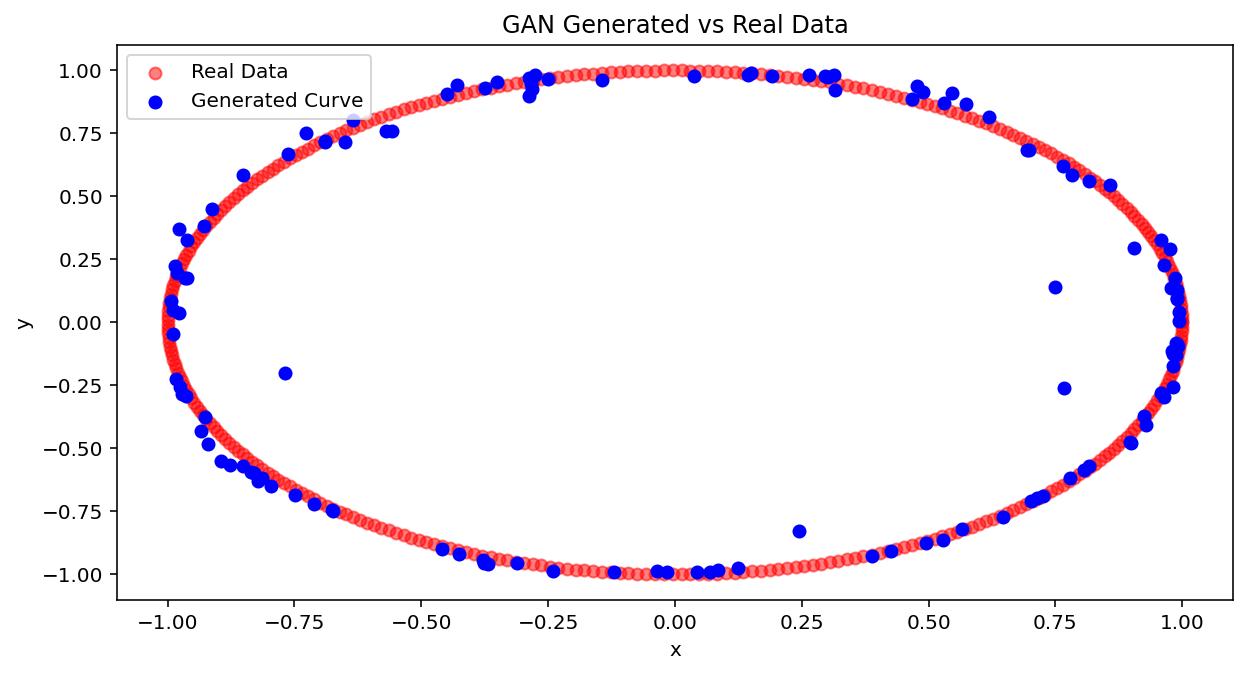 GAN Generated vs Real Data
Real Data
Generated Curve
1.00
0.75
0.50
0.25
0.00
−0.25
−0.50
−0.75
−1.00
y
−1.00 −0.75 −0.50 −0.25 0.00 0.25 0.50 0.75 1.00
x